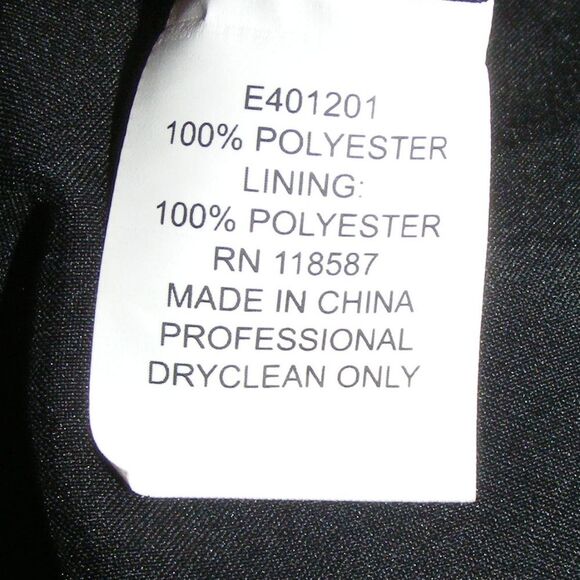 E401201
100% POLYESTER
LINING:
100% POLYESTER
RN 118587
MADE IN CHINA
PROFESSIONAL
DRYCLEAN ONLY